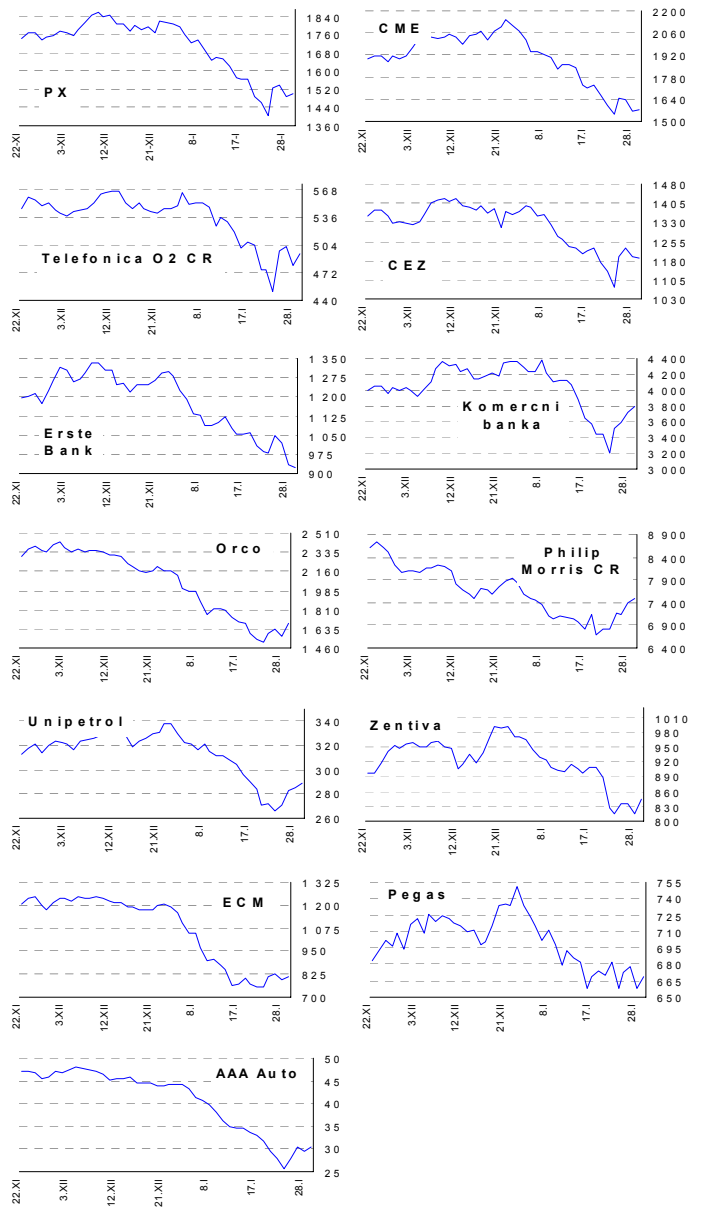 1840
1760
1680
1600
1520
1440
1360
PX
22-XI
3-XII
12-XII
21-XII
8-I
17-I
28-I
2200
2060
1920
1780
1640
1500
CME
22.XI
3.XII
12.XII
21.XII
8.I
17.I
28.I
568
536
504
472
440
Telefonica O2 CR
22.XI
3.XII
12.XII
21.XII
8.I
17.I
28.I
1480
1405
1330
1255
1180
1105
1030
CEZ
22.XI
3.XII
12.XII
21.XII
8.I
17.I
28.I
1 350
1 275
1 200
1 125
1 050
975
900
Erste
Bank
22.XI
3.XII
12.XII
21.XII
8.I
17.I
28.I
4 400
4 200
4 000
3 800
3 600
3 400
3 200
3 000
Komercni
banka
22.XI
3.XII
12.XII
21.XII
8.I
17.I
28.I
2 510
2 335
2 160
1 985
1 810
1 635
1 460
Orco
22.XI
3.XII
12.XII
21.XII
8.I
17.I
28.I
8 900
8 400
7 900
7 400
6 900
6 400
Philip
Morris CR
22.XI
3.XII
12.XII
21.XII
8.I
17.I
28.I
340
320
300
280
260
Unipetrol
22.XI
3.XII
12.XII
21.XII
8.I
17.I
28.I
1010
980
950
920
890
860
830
800
Zentiva
22.XI
3.XII
12.XII
21.XII
8.I
17.I
28.I
1 325
1 200
1 075
950
825
700
ECM
22.XI
3.XII
12.XII
21.XII
8.I
17.I
28.I
755
740
725
710
695
680
665
650
Pegas
22.XI
3.XII
12.XII
21.XII
8.I
17.I
28.I
50
45
40
35
30
25
AAA Auto
22.XI
3.XII
12.XII
21.XII
8.I
17.I
28.I